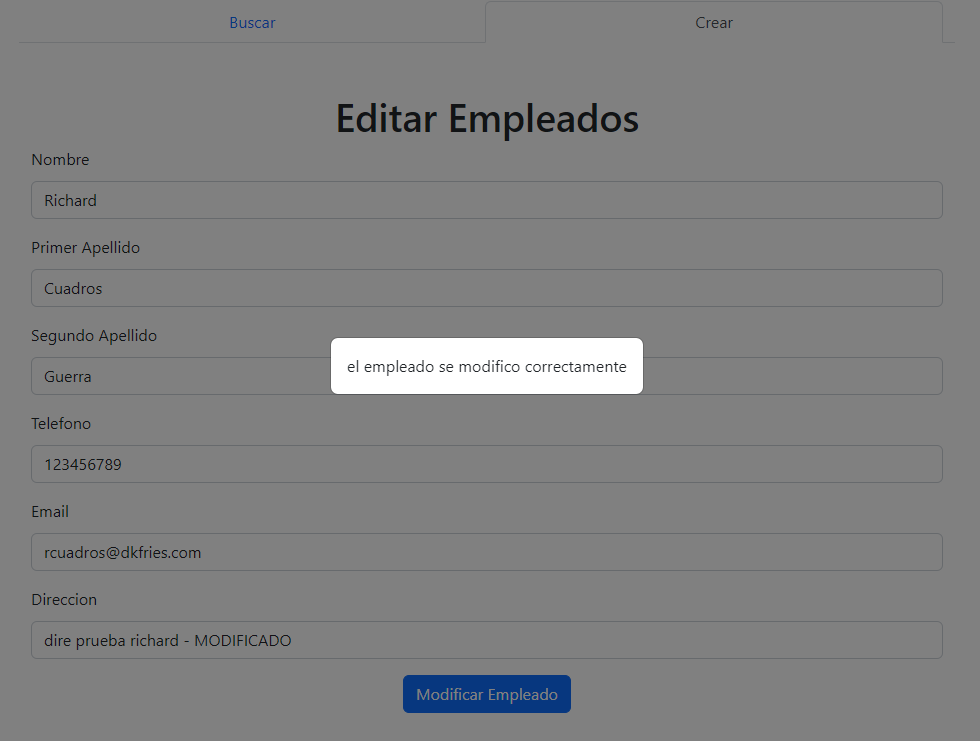 Buscar
Crear
Editar Empleados
Nombre
Richard
Primer Apellido
Cuadros
Segundo Apellido
el empleado se modifico correctamente
Guerra
Telefono
123456789
Email
rcuadros@dkfries.com
Direccion
dire prueba richard - MODIFICADO
Modificar Empleado